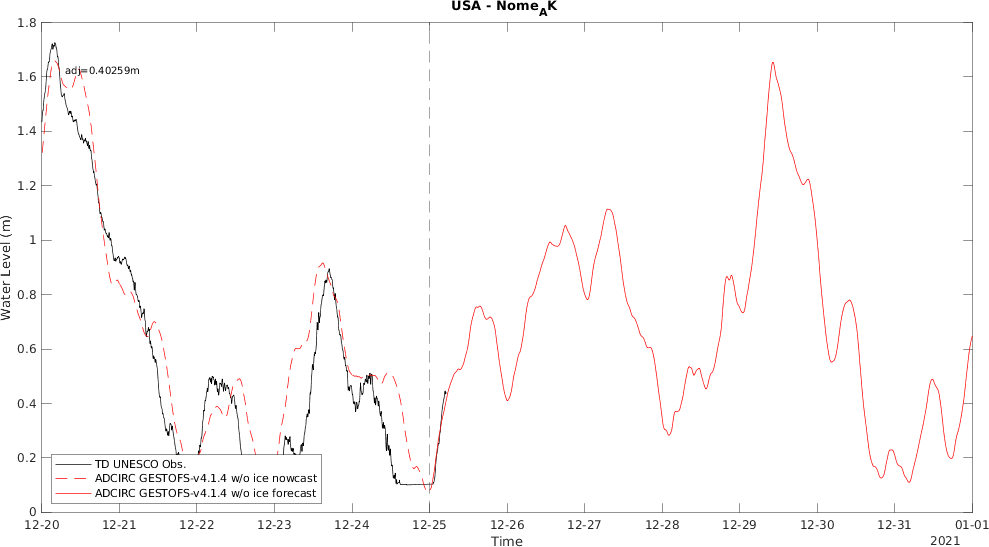 USA - Nome_AK
1.8
1.6
1.4
1.2
1
0.8
0.6
0.4
0.2
0
Water Level (m)
adj=0.40259m
TD UNESCO Obs.
ADCIRC GESTOFS-v4.1.4 w/o ice nowcast
ADCIRC GESTOFS-v4.1.4 w/o ice forecast
12-20 12-21 12-22 12-23 12-24 12-25 12-26 12-27 12-28 12-29 12-30 12-31 01-01
Time
2021